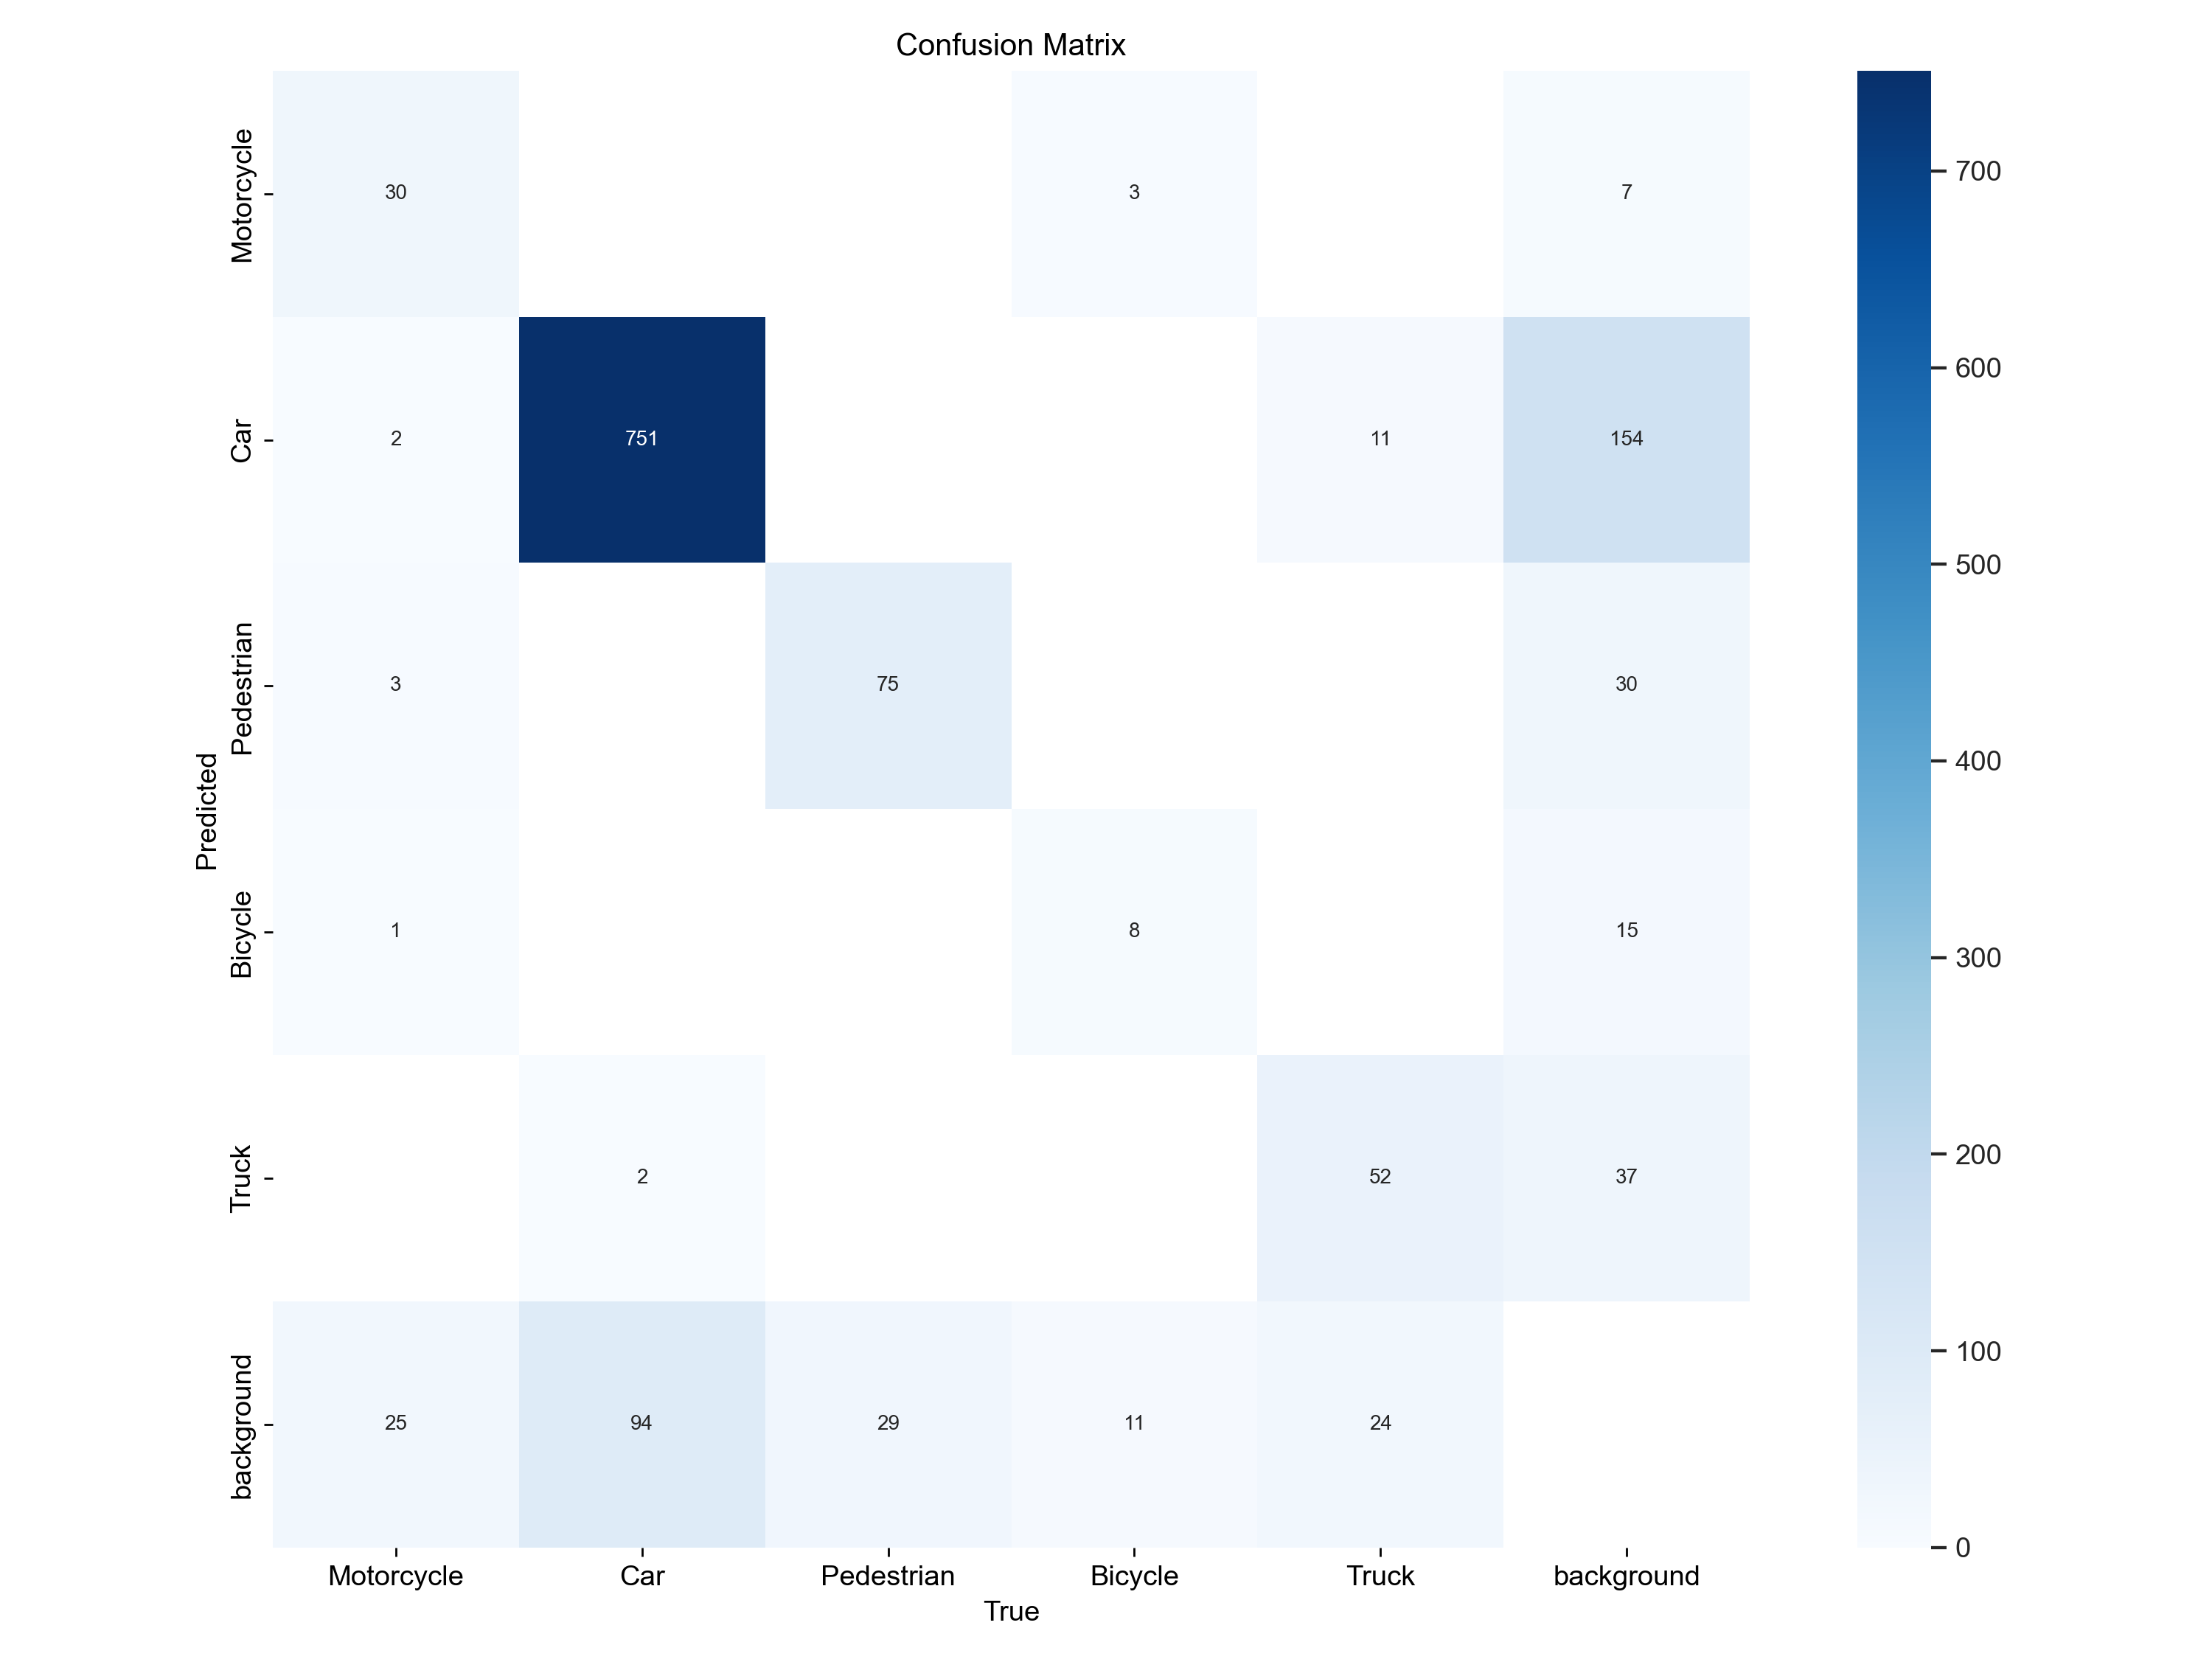 Confusion Matrix
Motorcycle
30
3
7
700
600
Car
2
751
11
154
500
Pedestrian
3
75
30
400
Predicted
Bicycle
1
8
15
300
200
Truck
2
52
37
100
background
25
94
29
11
24
0
Motorcycle
Car
Pedestrian
Bicycle
Truck
background
True